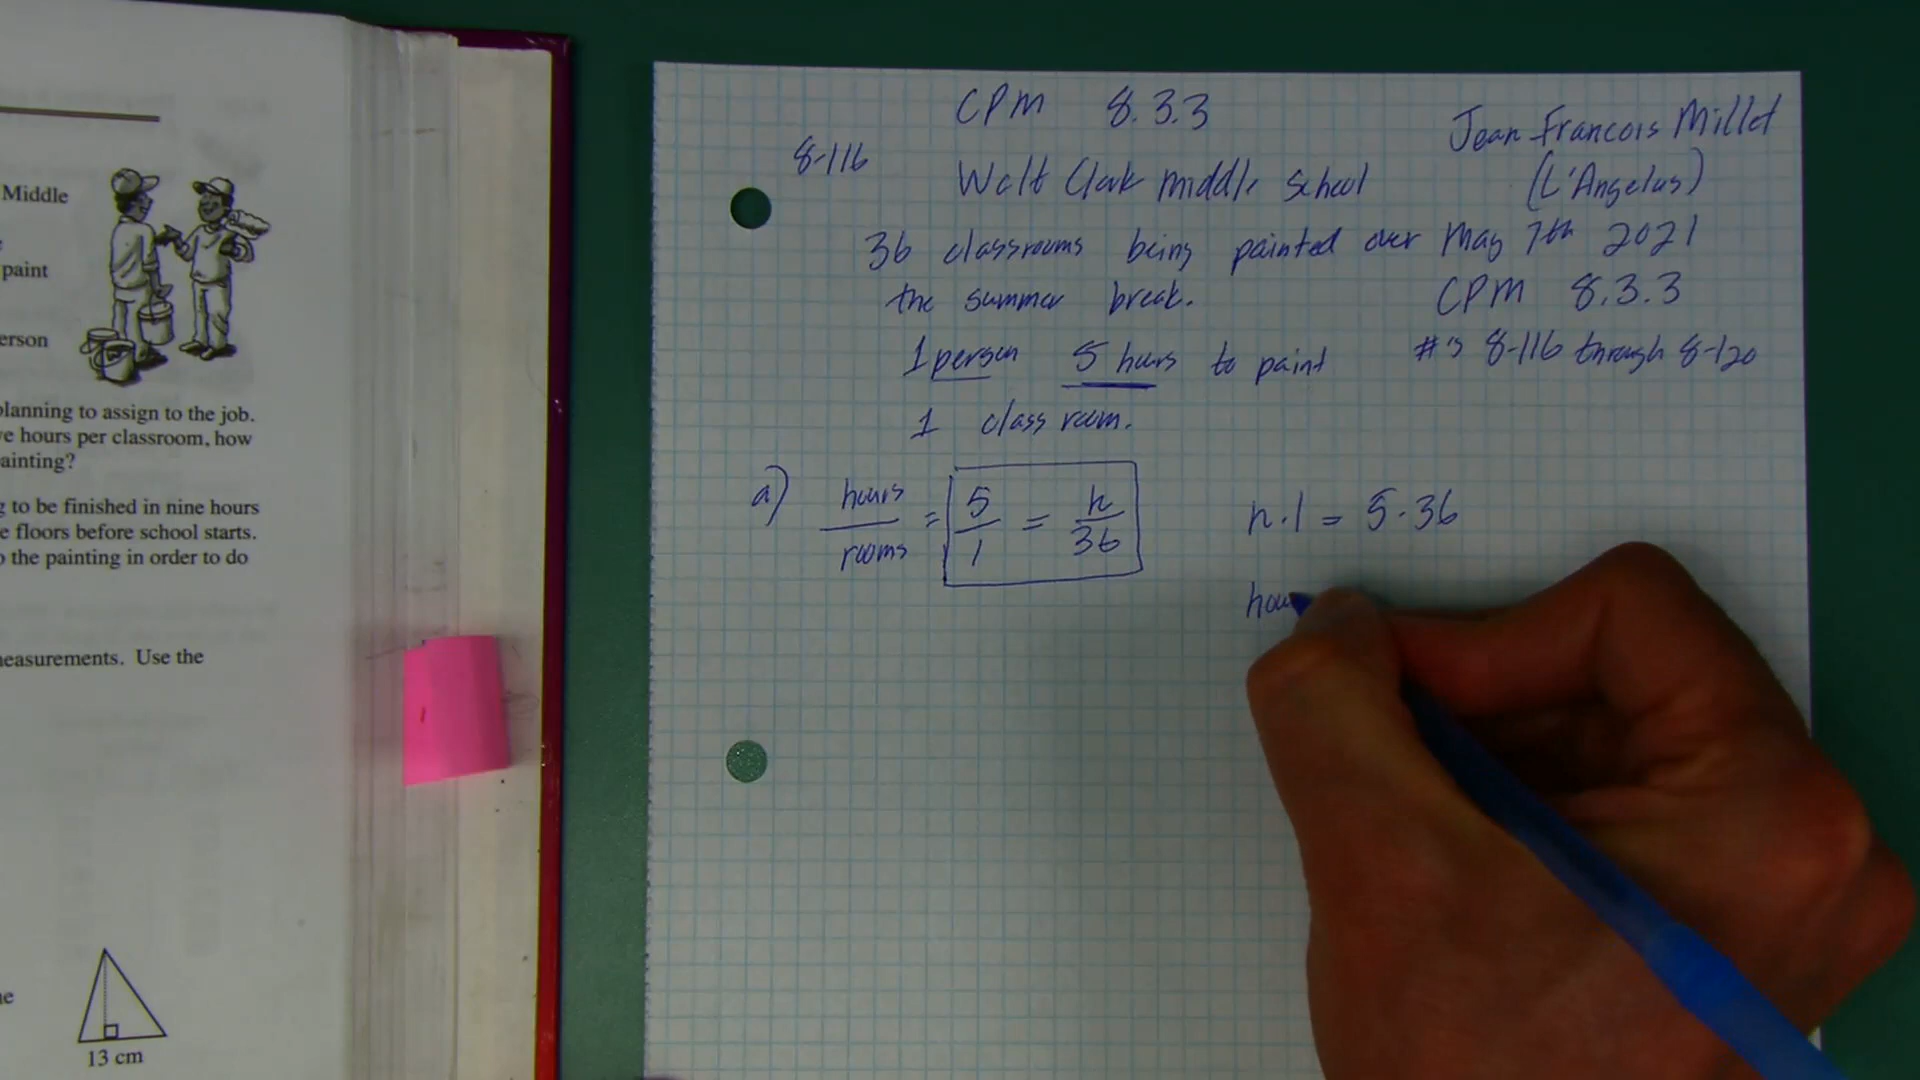 Middle
paint
erson
planning to assign to the job.
ve hours per classroom, how
ainting?
g to be finished in nine hours
e floors before school starts.
o the painting in order to do
neasurements. Use the
13 cm
CPM 8.3.3
8-116
Walt Clark Middle School
36 classrooms being painted over
the summer break.
1 person 5 hours to paint
1 class room.
Jean Francois Millet
(L'Angelus)
May 7th 2021
CPM 8.3.3
#'s 8-116 through 8-120
a) hours/rooms = 5/1 = h/36
h·1 = 5·36
hou